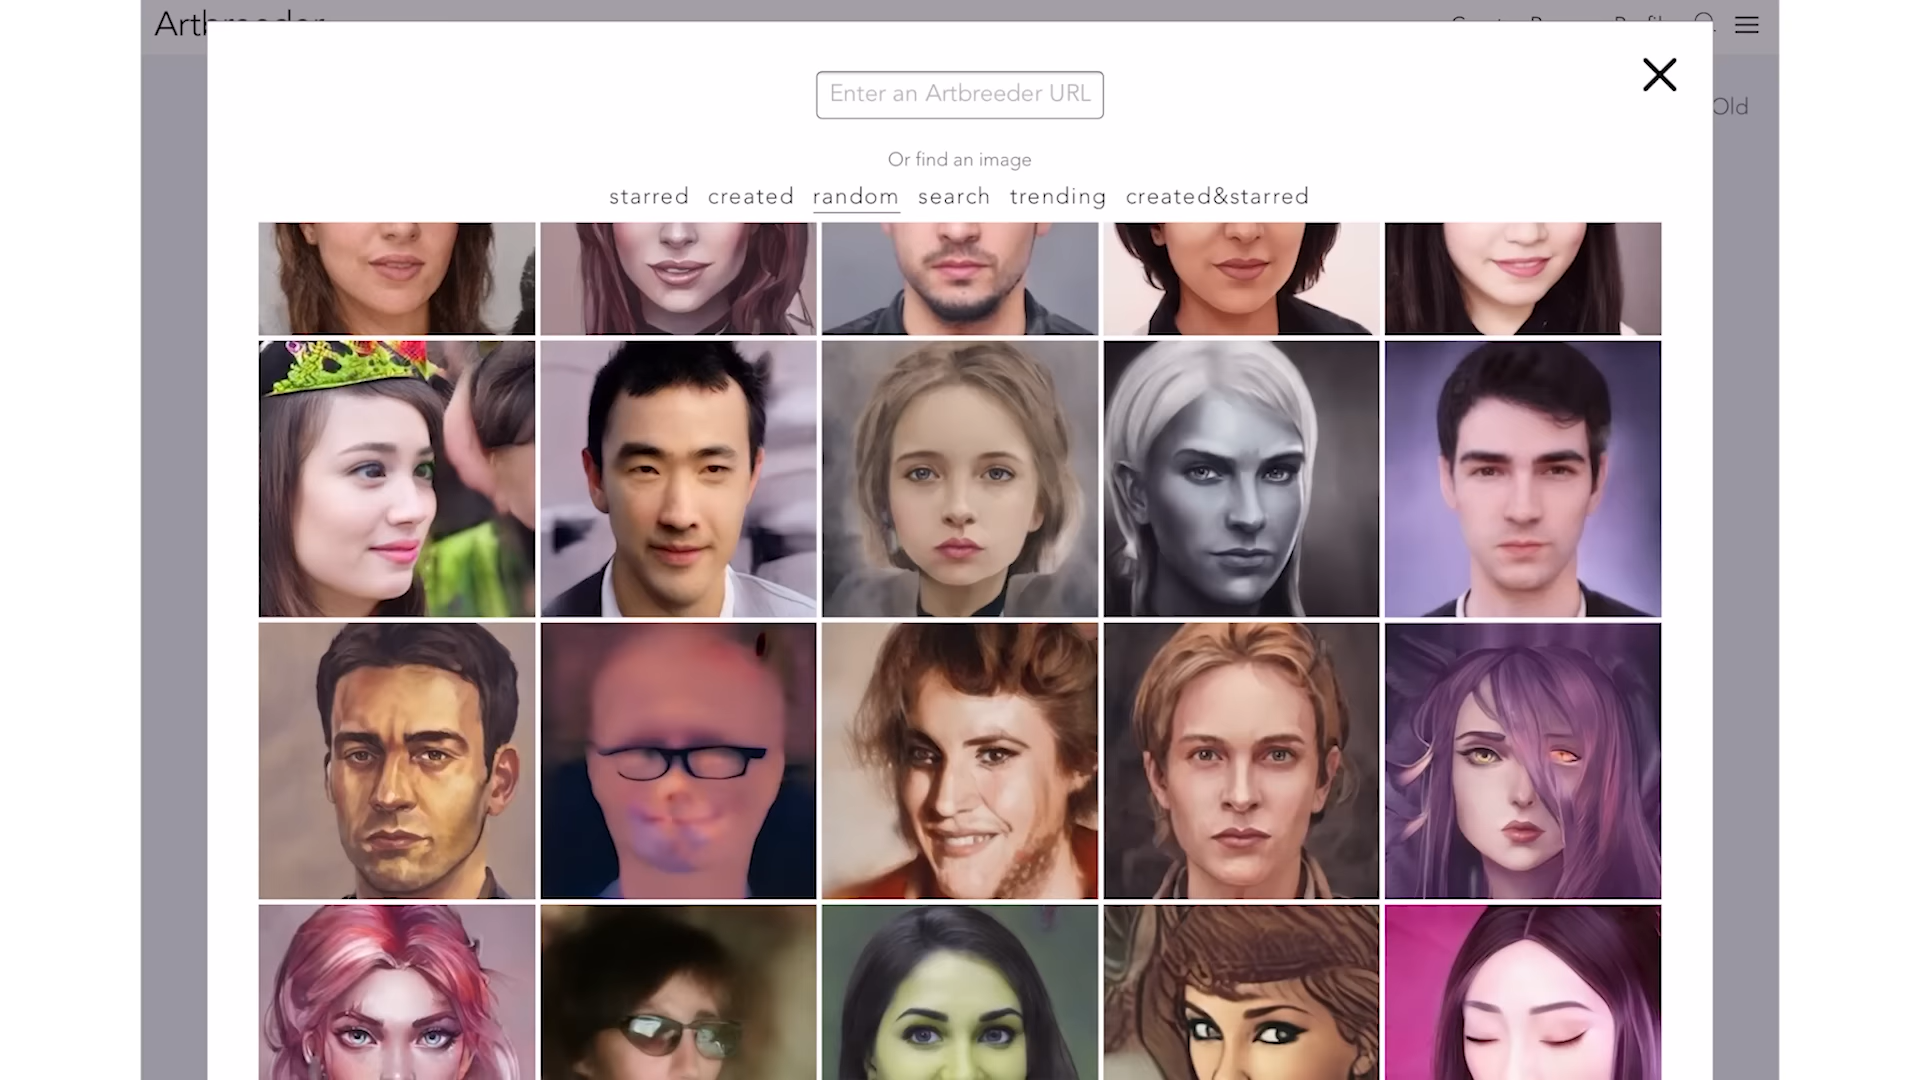 Old
Enter an Artbreeder URL
Or find an image
starred created random search trending created&starred